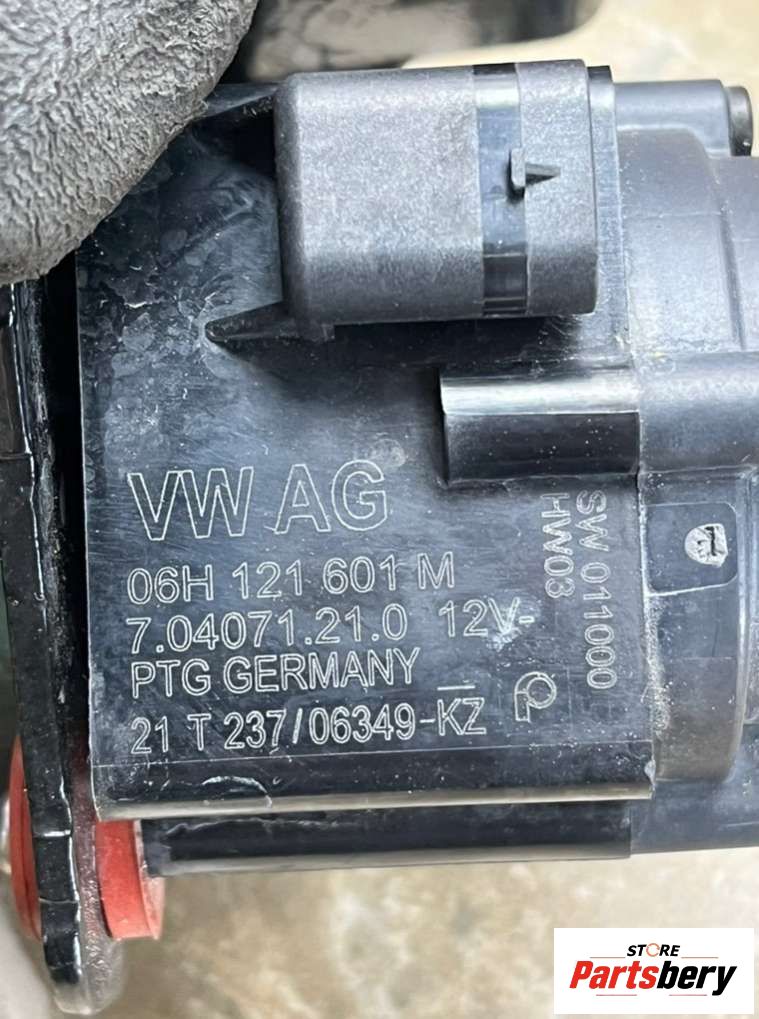 VW AG
06H 121 601 M
7.04071.21.0 12V-
PTG GERMANY
21 T 237/06349-KZ
SW 011000
HW03
STORE
Partsbery